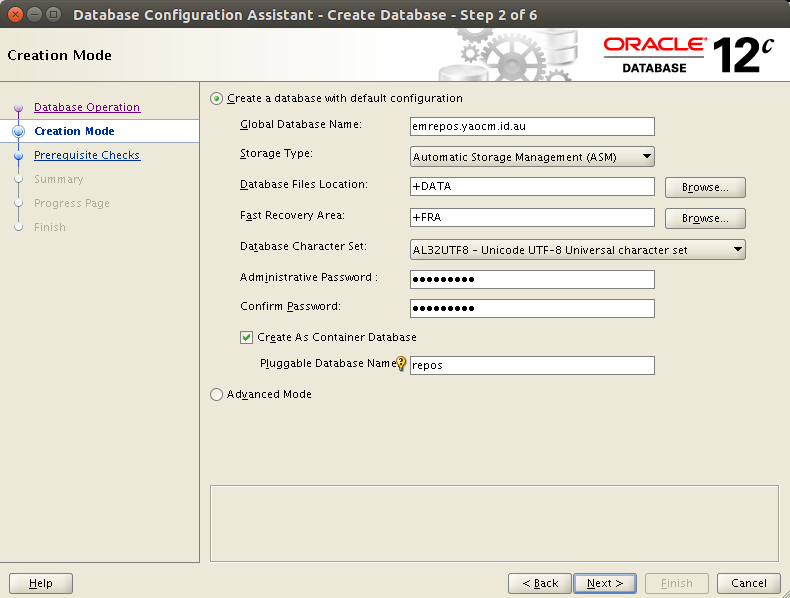 Database Configuration Assistant - Create Database - Step 2 of 6
Creation Mode
ORACLE®
DATABASE
12c
Database Operation
Creation Mode
Prerequisite Checks
Summary
Progress Page
Finish
Create a database with default configuration
Global Database Name: emrepos.yaocm.id.au
Storage Type: Automatic Storage Management (ASM)
Database Files Location: +DATA Browse...
Fast Recovery Area: +FRA Browse...
Database Character Set: AL32UTF8 - Unicode UTF-8 Universal character set
Administrative Password : •••••••••
Confirm Password: •••••••••
Create As Container Database
Pluggable Database Name: repos
Advanced Mode
Help < Back Next > Finish Cancel